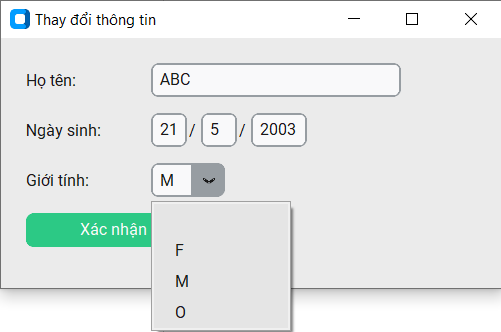 Thay đổi thông tin
Họ tên: ABC
Ngày sinh: 21 / 5 / 2003
Giới tính: M
Xác nhận
F
M
O